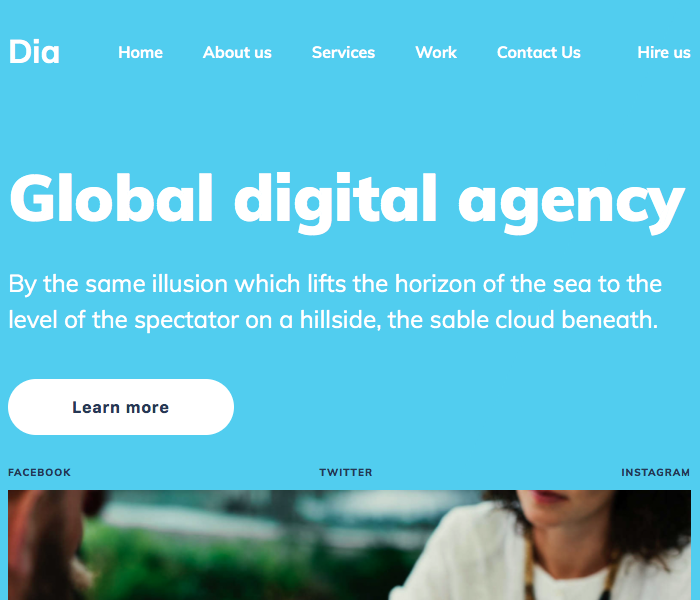 Dia Home About us Services Work Contact Us Hire us
Global digital agency
By the same illusion which lifts the horizon of the sea to the
level of the spectator on a hillside, the sable cloud beneath.
Learn more
FACEBOOK TWITTER INSTAGRAM